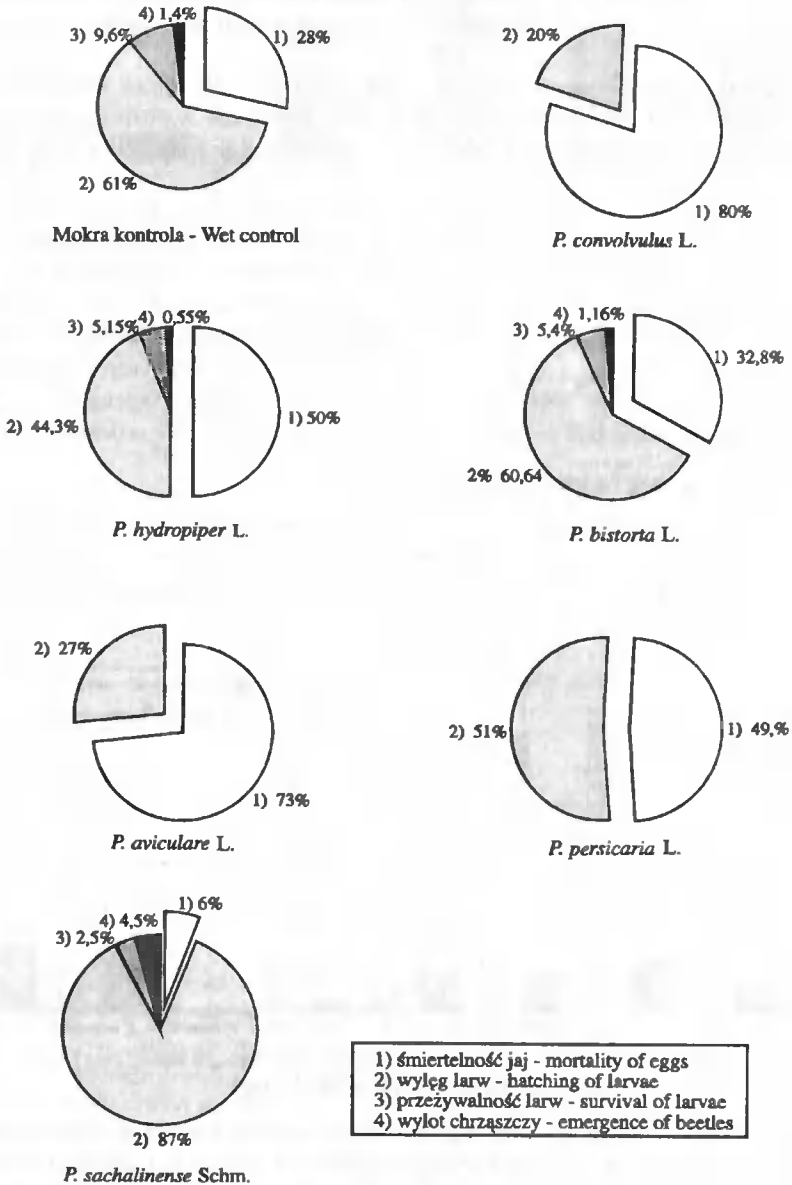 4) 1,4%
3) 9,6%
1) 28%
2) 61%
Mokra kontrola - Wet control
2) 20%
1) 80%
P. convolvulus L.
4) 0,55%
3) 5,15%
1) 50%
2) 44,3%
P. hydropiper L.
4) 1,16%
3) 5,4%
1) 32,8%
2% 60,64
P. bistorta L.
2) 27%
1) 73%
P. aviculare L.
2) 51%
1) 49,%
P. persicaria L.
1) 6%
4) 4,5%
3) 2,5%
2) 87%
P. sachalinense Schm.
1) śmiertelność jaj - mortality of eggs
2) wylęg larw - hatching of larvae
3) przeżywalność larw - survival of larvae
4) wylot chrząszczy - emergence of beetles